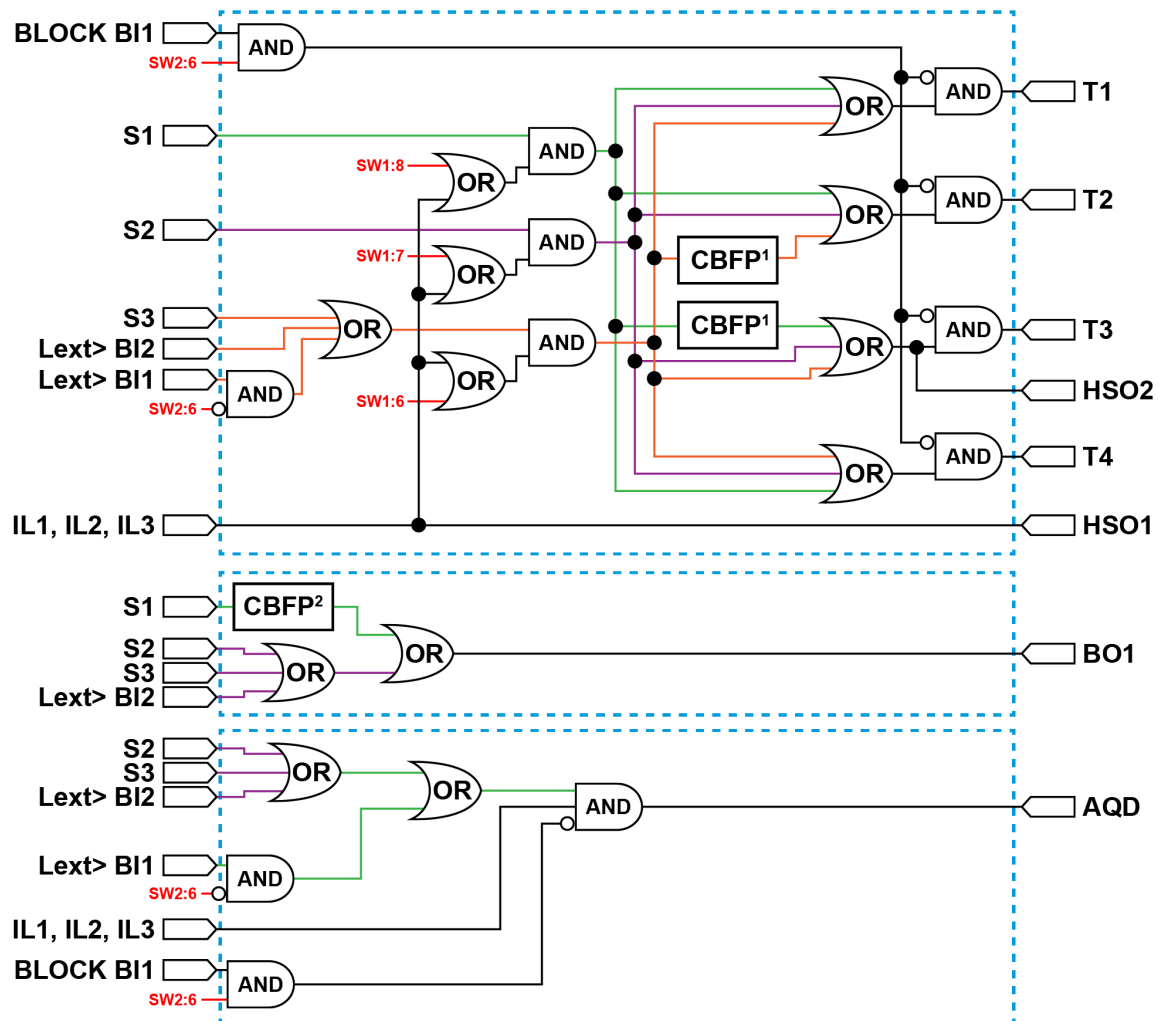 BLOCK BI1
SW2:6
AND
S1
SW1:8
OR
AND
OR
AND
T1
S2
SW1:7
OR
AND
OR
AND
T2
CBFP¹
S3
Lext> BI2
Lext> BI1
SW2:6
OR
AND
OR
SW1:6
AND
CBFP¹
OR
AND
T3
HSO2
OR
AND
T4
IL1, IL2, IL3
HSO1
S1
CBFP²
S2
S3
Lext> BI2
OR
OR
BO1
S2
S3
Lext> BI2
OR
OR
AND
AQD
Lext> BI1
SW2:6
AND
IL1, IL2, IL3
BLOCK BI1
SW2:6
AND